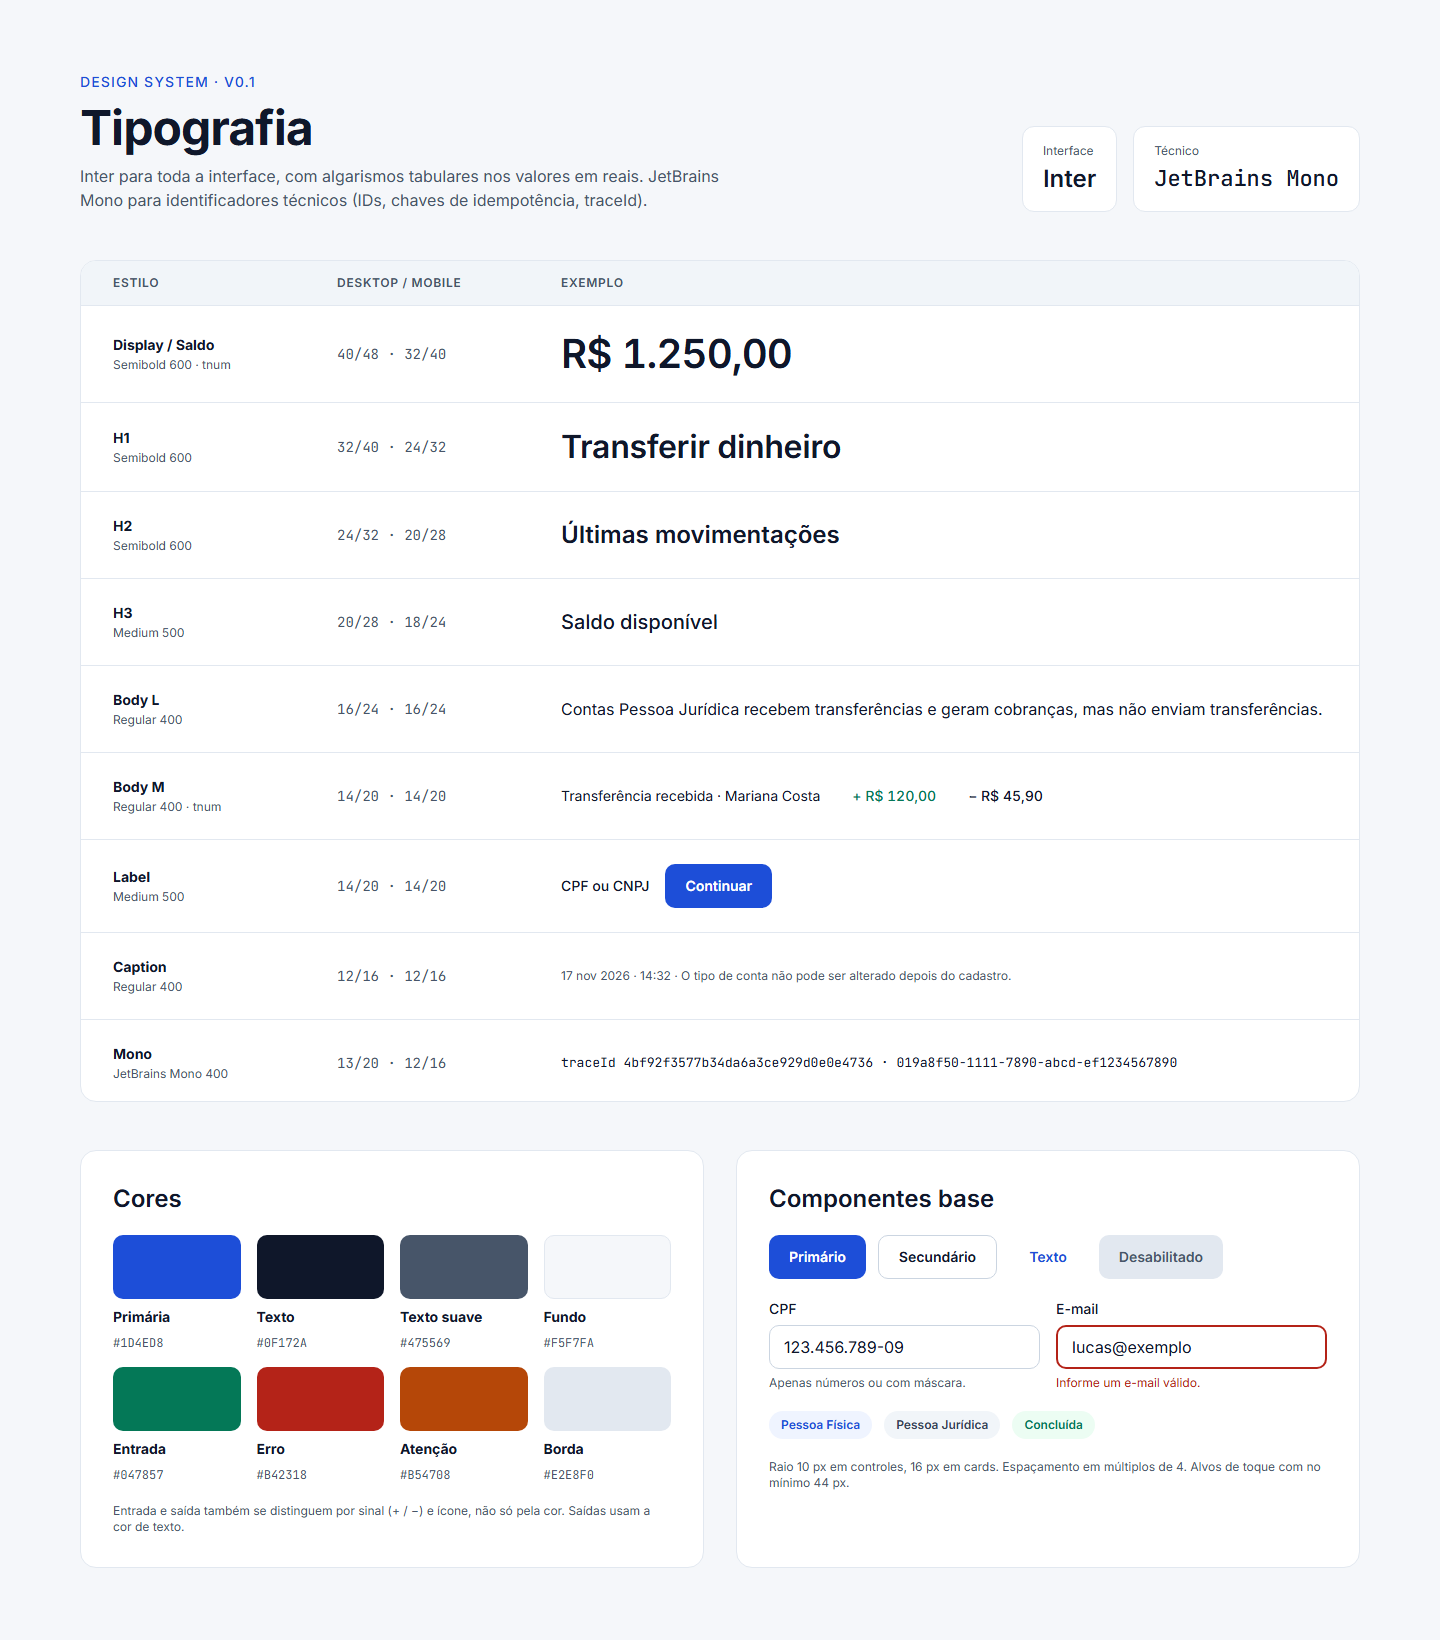 DESIGN SYSTEM · V0.1
Tipografia
Inter para toda a interface, com algarismos tabulares nos valores em reais. JetBrains
Mono para identificadores técnicos (IDs, chaves de idempotência, traceId).
Interface
Inter
Técnico
JetBrains Mono
ESTILO DESKTOP / MOBILE EXEMPLO
Display / Saldo
Semibold 600 · tnum
40/48 · 32/40
R$ 1.250,00
H1
Semibold 600
32/40 · 24/32
Transferir dinheiro
H2
Semibold 600
24/32 · 20/28
Últimas movimentações
H3
Medium 500
20/28 · 18/24
Saldo disponível
Body L
Regular 400
16/24 · 16/24
Contas Pessoa Jurídica recebem transferências e geram cobranças, mas não enviam transferências.
Body M
Regular 400 · tnum
14/20 · 14/20
Transferência recebida · Mariana Costa + R$ 120,00 − R$ 45,90
Label
Medium 500
14/20 · 14/20
CPF ou CNPJ Continuar
Caption
Regular 400
12/16 · 12/16
17 nov 2026 · 14:32 · O tipo de conta não pode ser alterado depois do cadastro.
Mono
JetBrains Mono 400
13/20 · 12/16
traceId 4bf92f3577b34da6a3ce929d0e0e4736 · 019a8f50-1111-7890-abcd-ef1234567890
Cores
Primária Texto Texto suave Fundo
#1D4ED8 #0F172A #475569 #F5F7FA
Entrada Erro Atenção Borda
#047857 #B42318 #B54708 #E2E8F0
Entrada e saída também se distinguem por sinal (+ / −) e ícone, não só pela cor. Saídas usam a
cor de texto.
Componentes base
Primário Secundário Texto Desabilitado
CPF E-mail
123.456.789-09 lucas@exemplo
Apenas números ou com máscara. Informe um e-mail válido.
Pessoa Física Pessoa Jurídica Concluída
Raio 10 px em controles, 16 px em cards. Espaçamento em múltiplos de 4. Alvos de toque com no
mínimo 44 px.